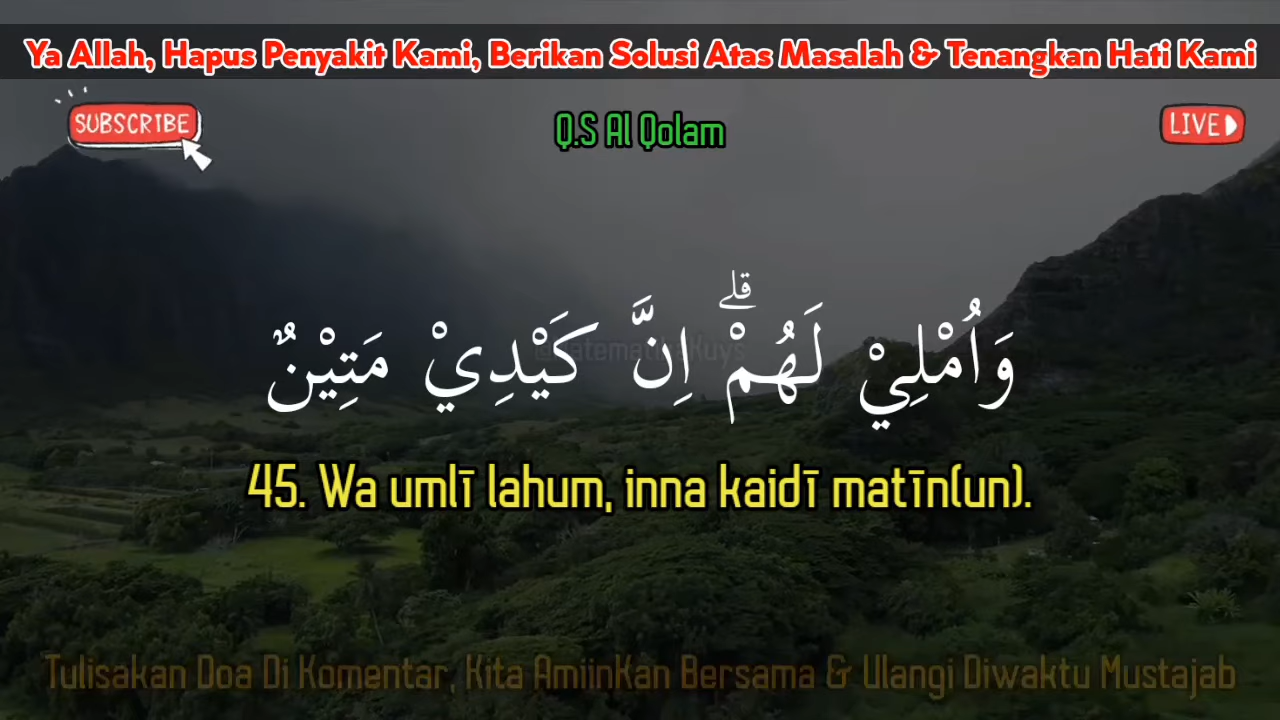 Ya Allah, Hapus Penyakit Kami, Berikan Solusi Atas Masalah & Tenangkan Hati Kami
SUBSCRIBE
Q.S Al Qolam
LIVE
وَاُمْلِيْ لَهُمْۗ اِنَّ كَيْدِيْ مَتِيْنٌ
45. Wa umlī lahum, inna kaidī matīn(un).
Tulisakan Doa Di Komentar, Kita AmiinKan Bersama & Ulangi Diwaktu Mustajab